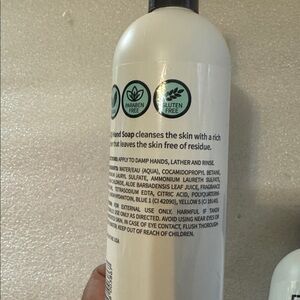 PARABEN
FREE
GLUTEN
FREE
Hand Soap cleanses the skin with a rich
that leaves the skin free of residue.
APPLY TO DAMP HANDS, LATHER AND RINSE.
WATER/EAU (AQUA), COCAMIDOPROPYL BETAINE,
LAURYL SULFATE, AMMONIUM LAURETH SULFATE,
ALOE BARBADENSIS LEAF JUICE, FRAGRANCE
TETRASODIUM EDTA, CITRIC ACID,
BLUE 1 (CI 42090), YELLOW 5 (CI 19140).
FOR EXTERNAL USE ONLY. HARMFUL IF TAKEN
USE ONLY AS DIRECTED. AVOID USING NEAR EYES OR
SKIN. IN CASE OF EYE CONTACT, FLUSH THOROUGH
KEEP OUT OF REACH OF CHILDREN.
USA